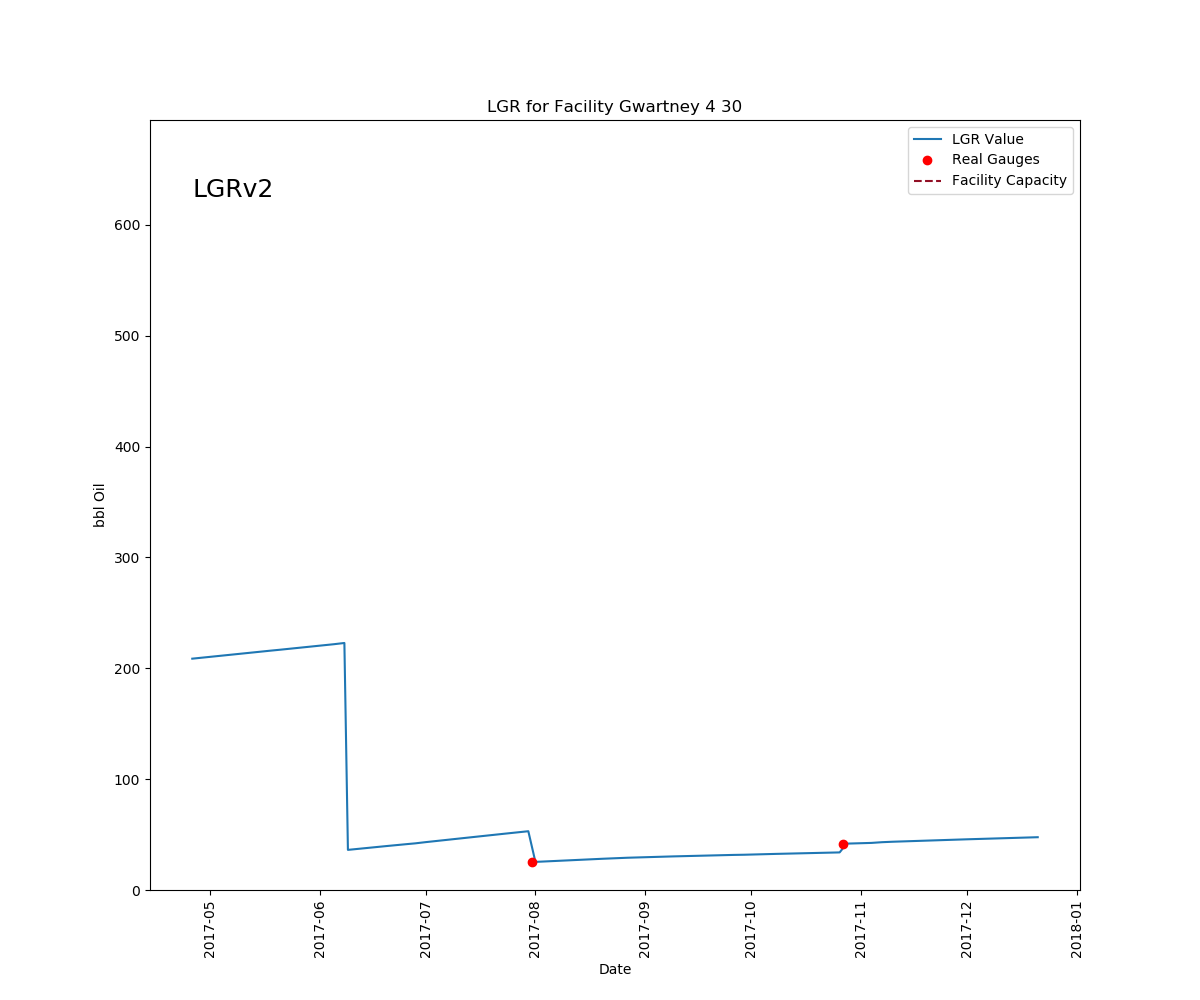 LGR for Facility Gwartney 4 30
LGRv2
LGR Value
Real Gauges
Facility Capacity
600
500
400
300
200
100
0
bbl Oil
2017-05
2017-06
2017-07
2017-08
2017-09
2017-10
2017-11
2017-12
2018-01
Date